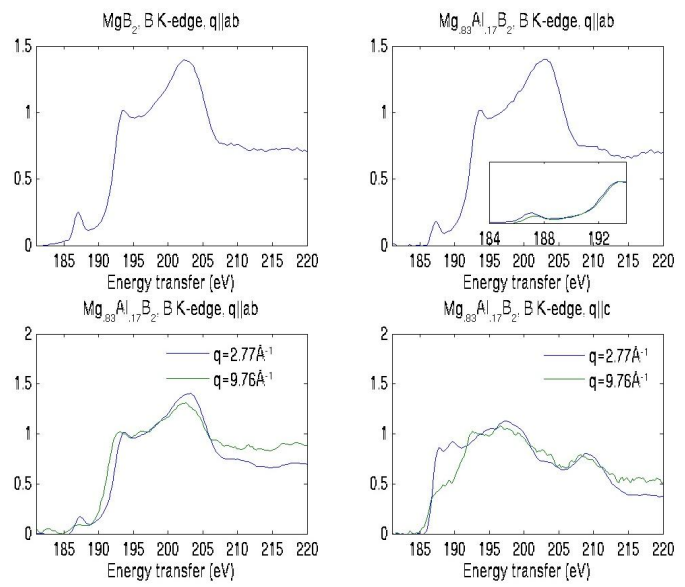 MgB2, B K-edge, q||ab
1.5
1
0.5
0
185 190 195 200 205 210 215 220
Energy transfer (eV)
Mg.83Al.17B2, B K-edge, q||ab
1.5
1
0.5
0
184 188 192
185 190 195 200 205 210 215 220
Energy transfer (eV)
Mg.83Al.17B2, B K-edge, q||ab
2
1.5
1
0.5
0
q=2.77Å-1
q=9.76Å-1
185 190 195 200 205 210 215 220
Energy transfer (eV)
Mg.83Al.17B2, B K-edge, q||c
2
1.5
1
0.5
0
q=2.77Å-1
q=9.76Å-1
185 190 195 200 205 210 215 220
Energy transfer (eV)